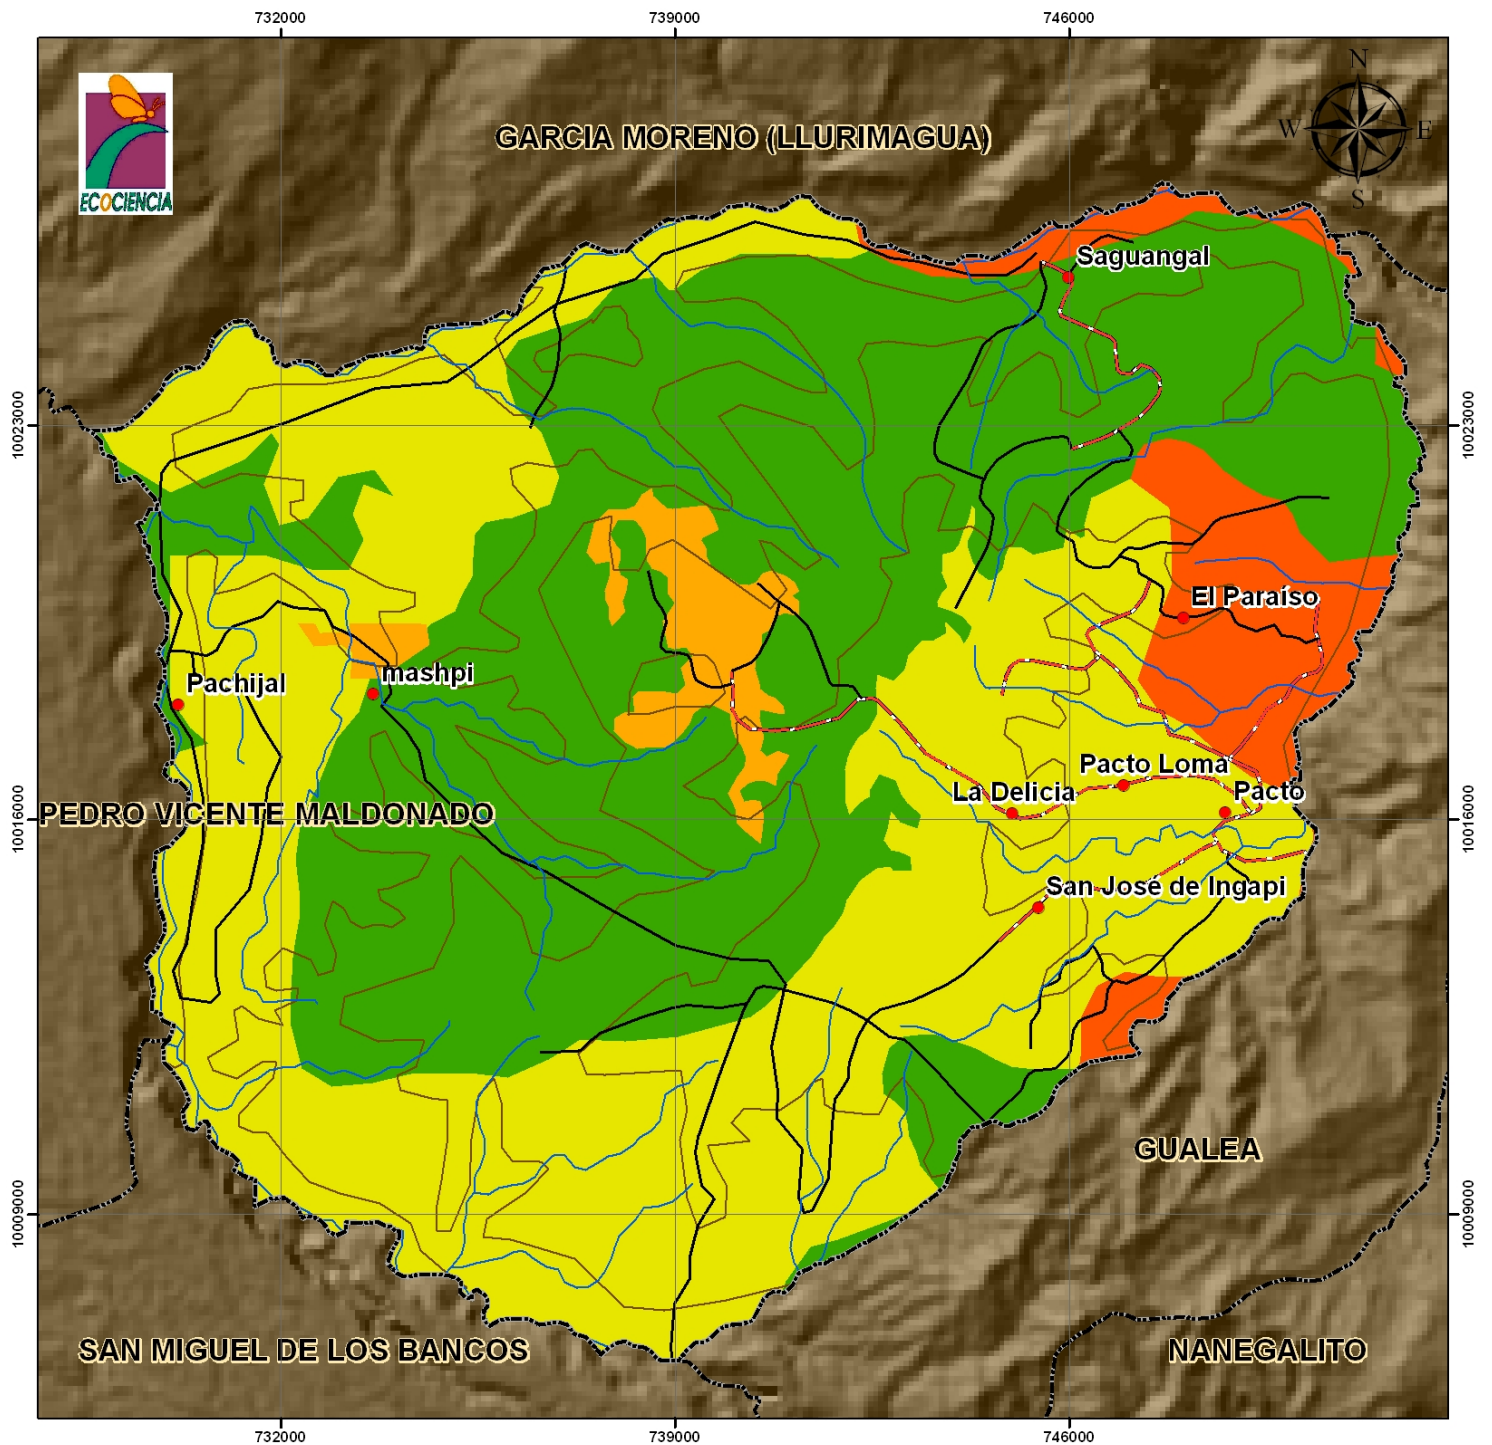 732000
739000
746000
N
W
E
S
ECOCIENCIA
GARCIA MORENO (LLURIMAGUA)
Saguangal
10023000
10023000
El Paraíso
Pachijal
mashpi
Pacto Loma
La Delicia
Pacto
PEDRO VICENTE MALDONADO
10016000
10016000
San José de Ingapi
GUALEA
10009000
10009000
SAN MIGUEL DE LOS BANCOS
NANEGALITO
732000
739000
746000